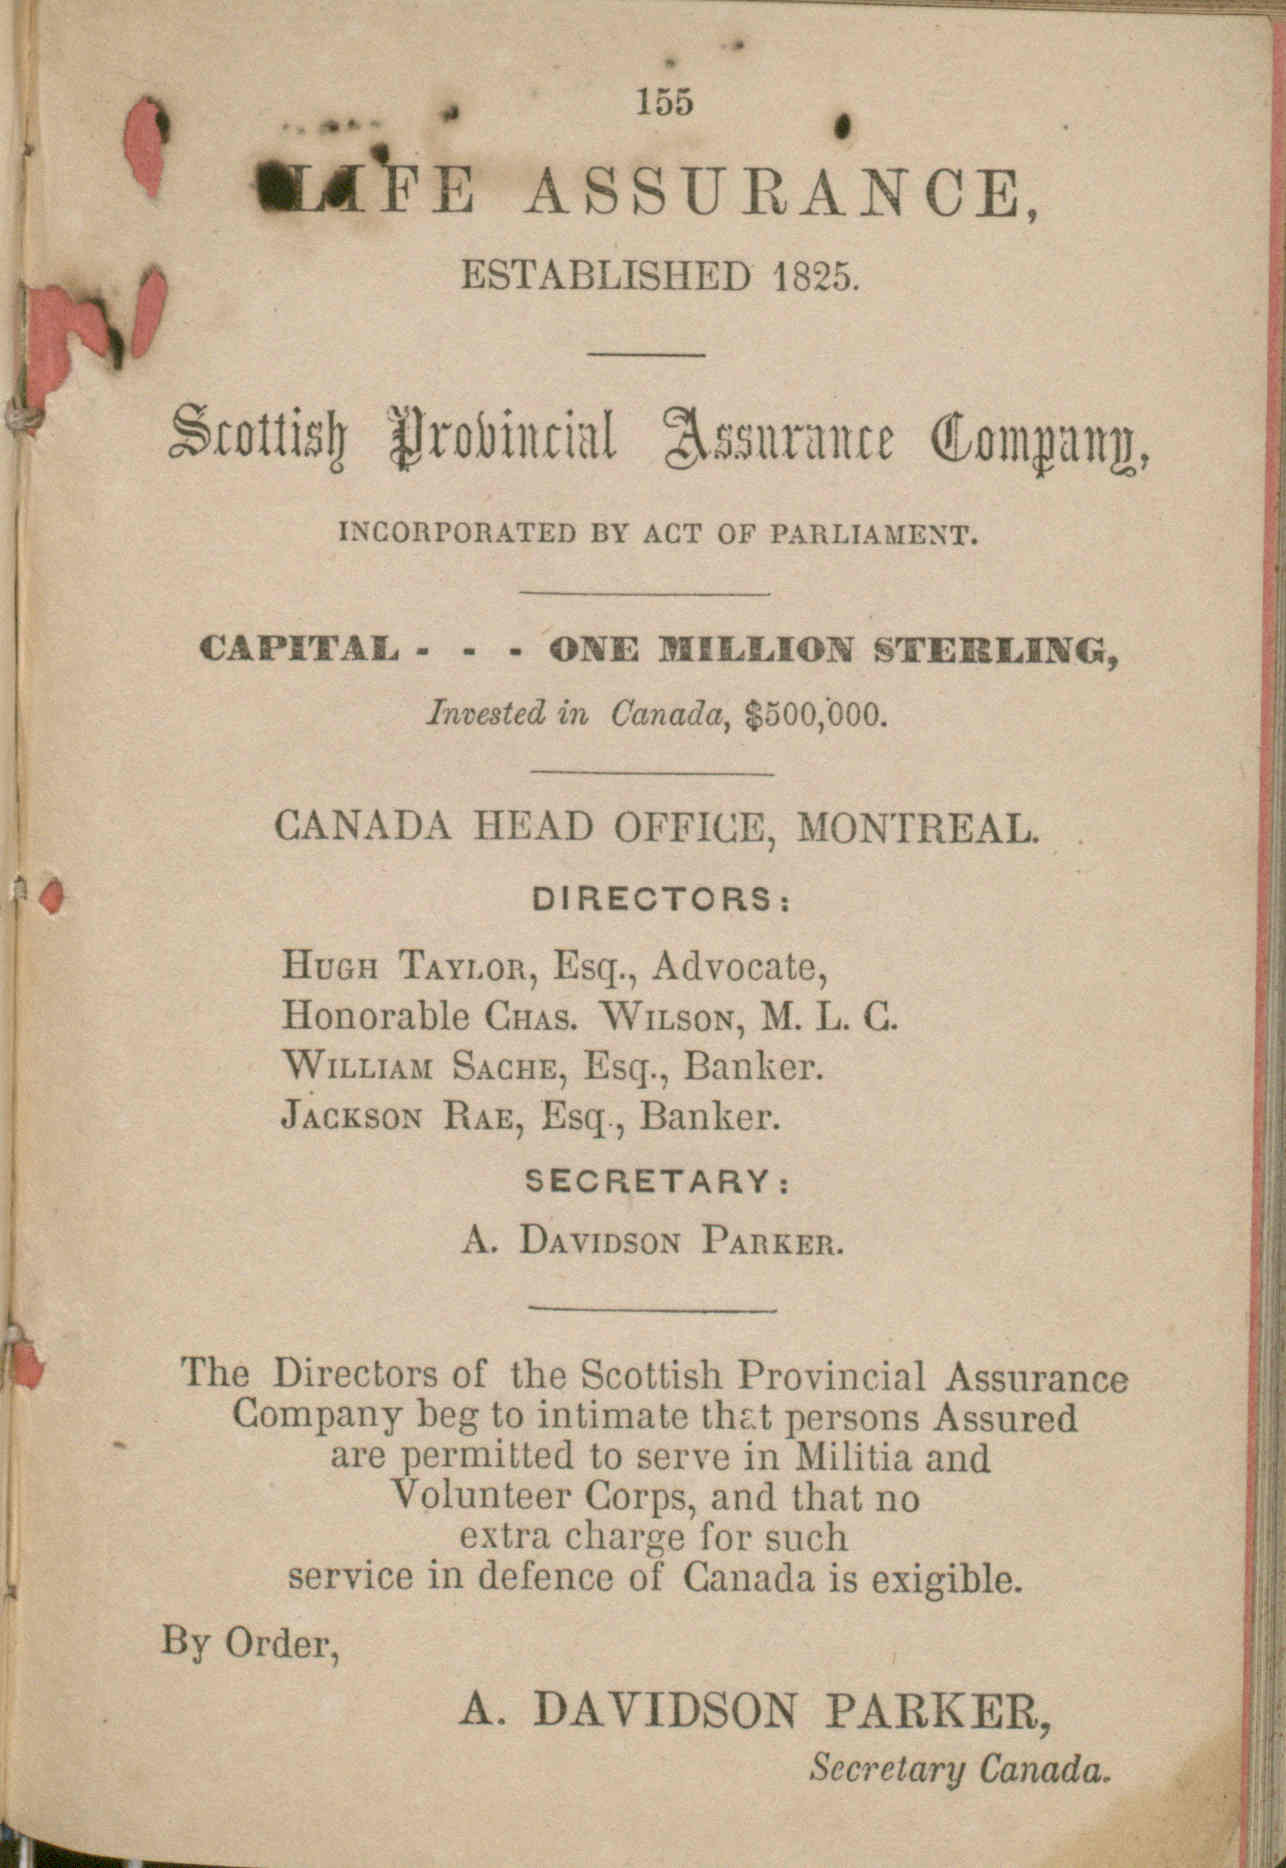 155
LIFE ASSURANCE,
ESTABLISHED 1825.
Scottish Provincial Assurance Company,
INCORPORATED BY ACT OF PARLIAMENT.
CAPITAL - - - ONE MILLION STERLING,
Invested in Canada, $500,000.
CANADA HEAD OFFICE, MONTREAL.
DIRECTORS:
HUGH TAYLOR, Esq., Advocate,
Honorable CHAS. WILSON, M. L. C.
WILLIAM SACHE, Esq., Banker.
JACKSON RAE, Esq., Banker.
SECRETARY:
A. DAVIDSON PARKER.
The Directors of the Scottish Provincial Assurance
Company beg to intimate that persons Assured
are permitted to serve in Militia and
Volunteer Corps, and that no
extra charge for such
service in defence of Canada is exigible.
By Order,
A. DAVIDSON PARKER,
Secretary Canada.